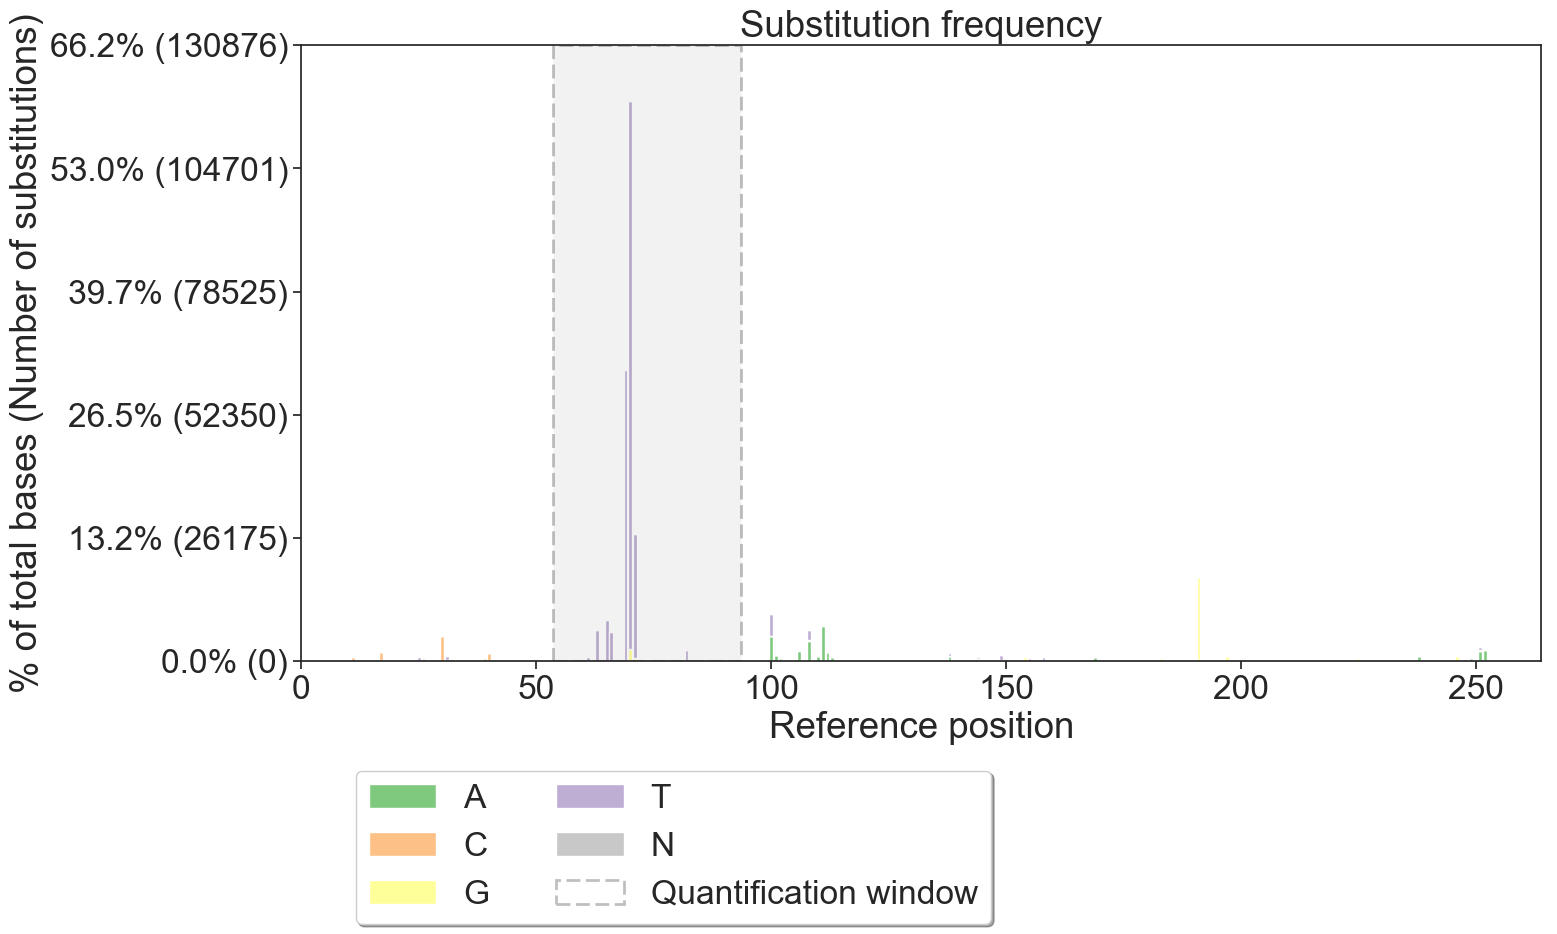 Substitution frequency
% of total bases (Number of substitutions)
66.2% (130876)
53.0% (104701)
39.7% (78525)
26.5% (52350)
13.2% (26175)
0.0% (0)
0 50 100 150 200 250
Reference position
A T
C N
G Quantification window